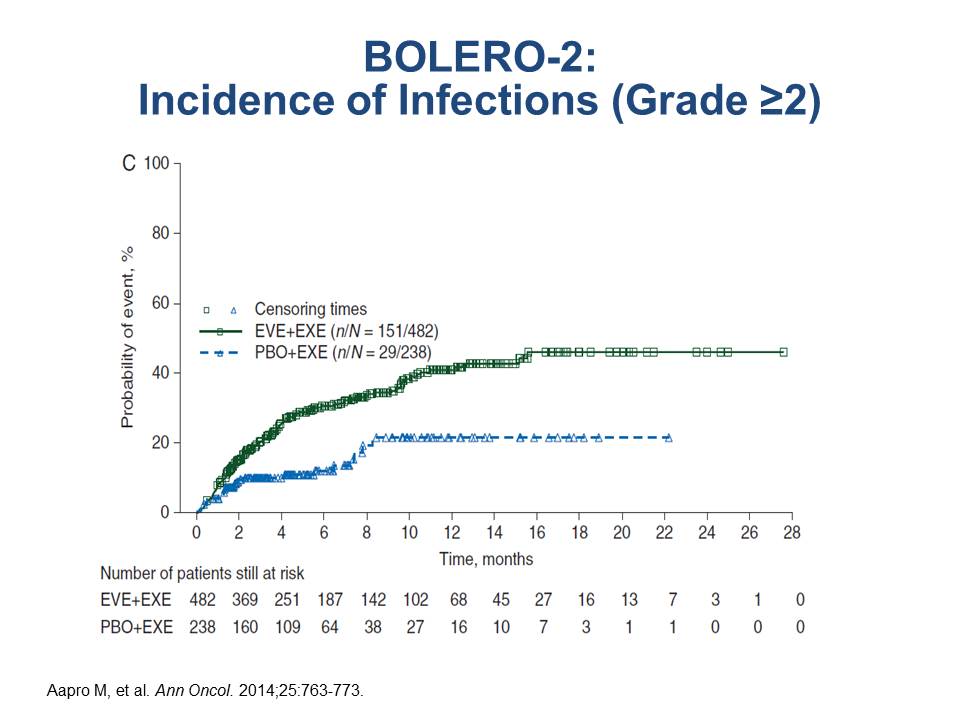 BOLERO-2:
Incidence of Infections (Grade ≥2)
C
100
80
60
40
20
0
Probability of event, %
Censoring times
EVE+EXE (n/N = 151/482)
PBO+EXE (n/N = 29/238)
0 2 4 6 8 10 12 14 16 18 20 22 24 26 28
Time, months
Number of patients still at risk
EVE+EXE 482 369 251 187 142 102 68 45 27 16 13 7 3 1 0
PBO+EXE 238 160 109 64 38 27 16 10 7 3 1 1 0 0 0
Aapro M, et al. Ann Oncol. 2014;25:763-773.